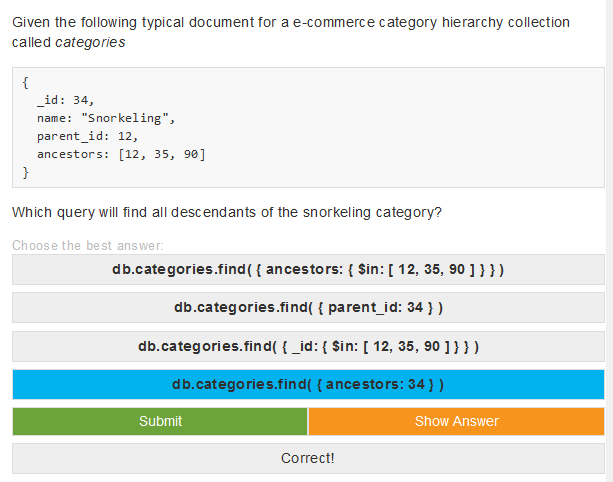 Given the following typical document for a e-commerce category hierarchy collection
called categories
{
  _id: 34,
  name: "Snorkeling",
  parent_id: 12,
  ancestors: [12, 35, 90]
}
Which query will find all descendants of the snorkeling category?
Choose the best answer:
db.categories.find( { ancestors: { $in: [ 12, 35, 90 ] } } )
db.categories.find( { parent_id: 34 } )
db.categories.find( { _id: { $in: [ 12, 35, 90 ] } } )
db.categories.find( { ancestors: 34 } )
Submit
Show Answer
Correct!